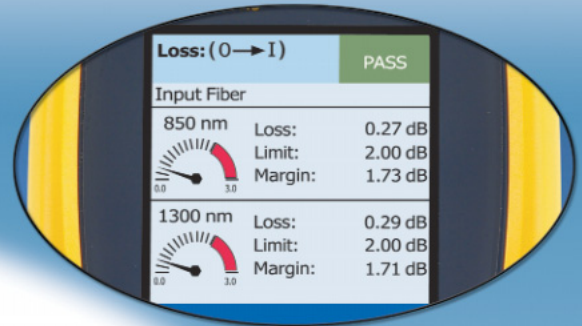 Loss: (O→I)
PASS
Input Fiber
850 nm
Loss: 0.27 dB
Limit: 2.00 dB
Margin: 1.73 dB
0.0 3.0
1300 nm
Loss: 0.29 dB
Limit: 2.00 dB
Margin: 1.71 dB
0.0 3.0